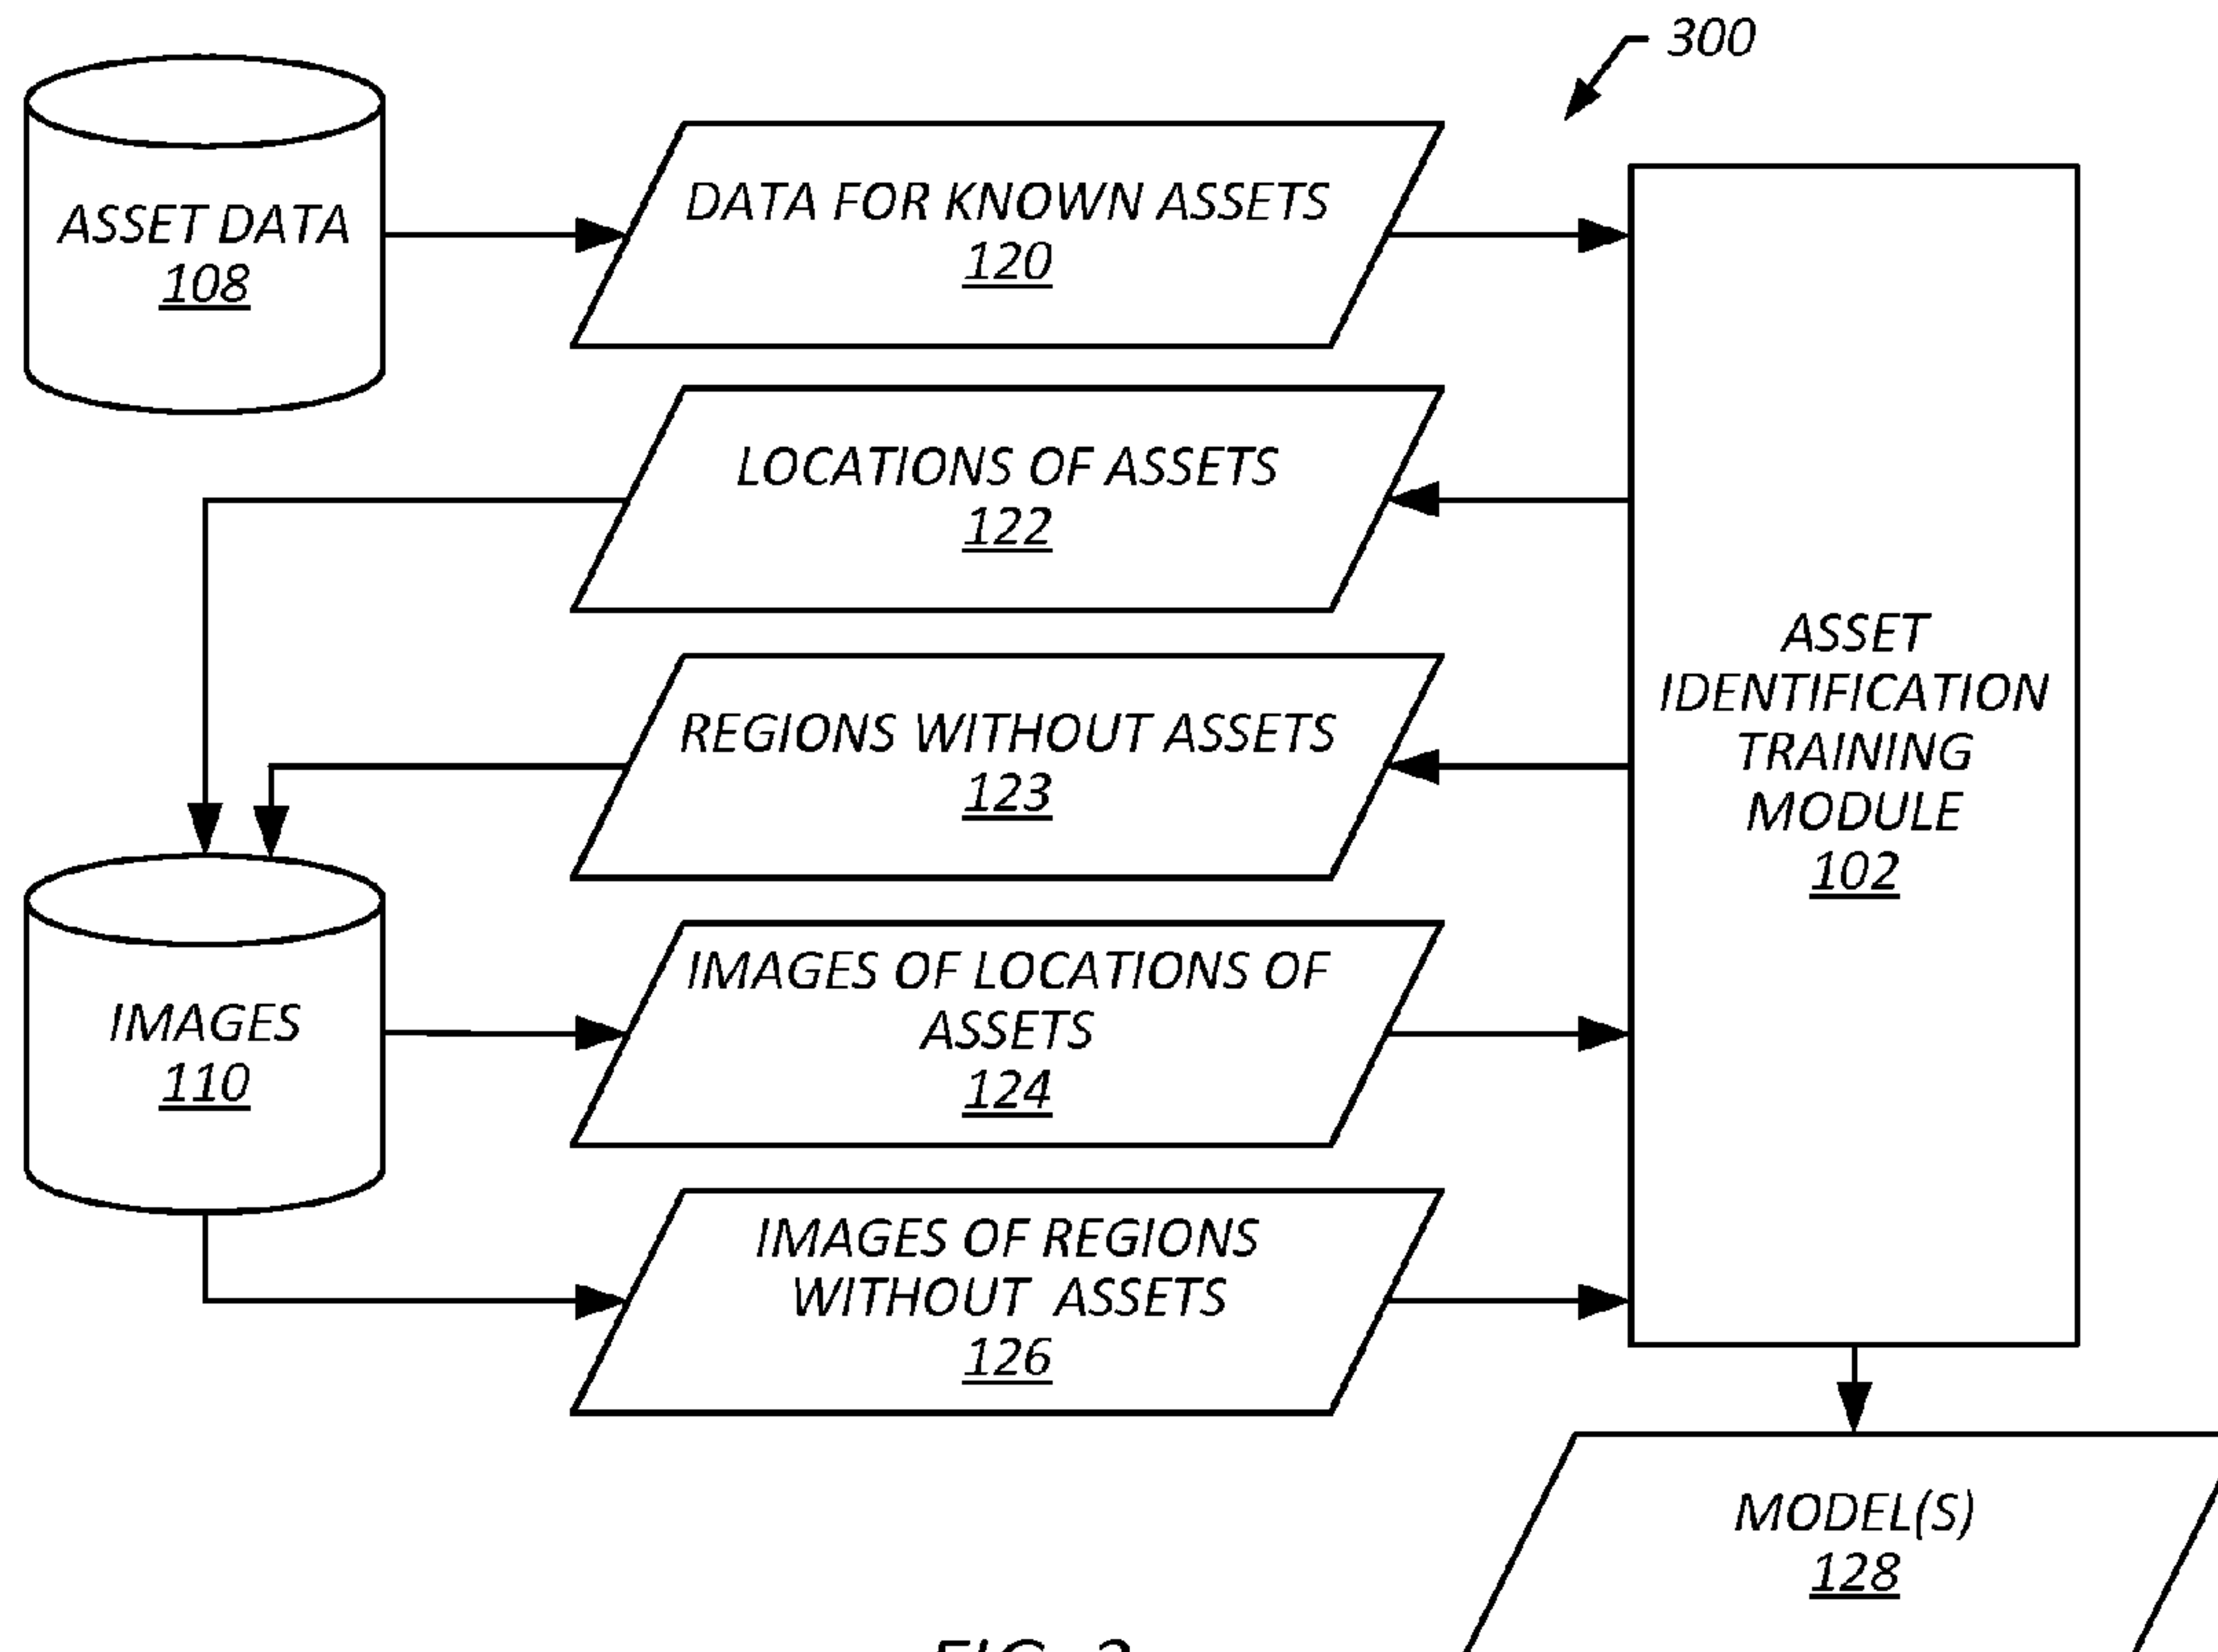 300
ASSET DATA
108
DATA FOR KNOWN ASSETS
120
LOCATIONS OF ASSETS
122
REGIONS WITHOUT ASSETS
123
ASSET
IDENTIFICATION
TRAINING
MODULE
102
IMAGES
110
IMAGES OF LOCATIONS OF
ASSETS
124
IMAGES OF REGIONS
WITHOUT ASSETS
126
MODEL(S)
128